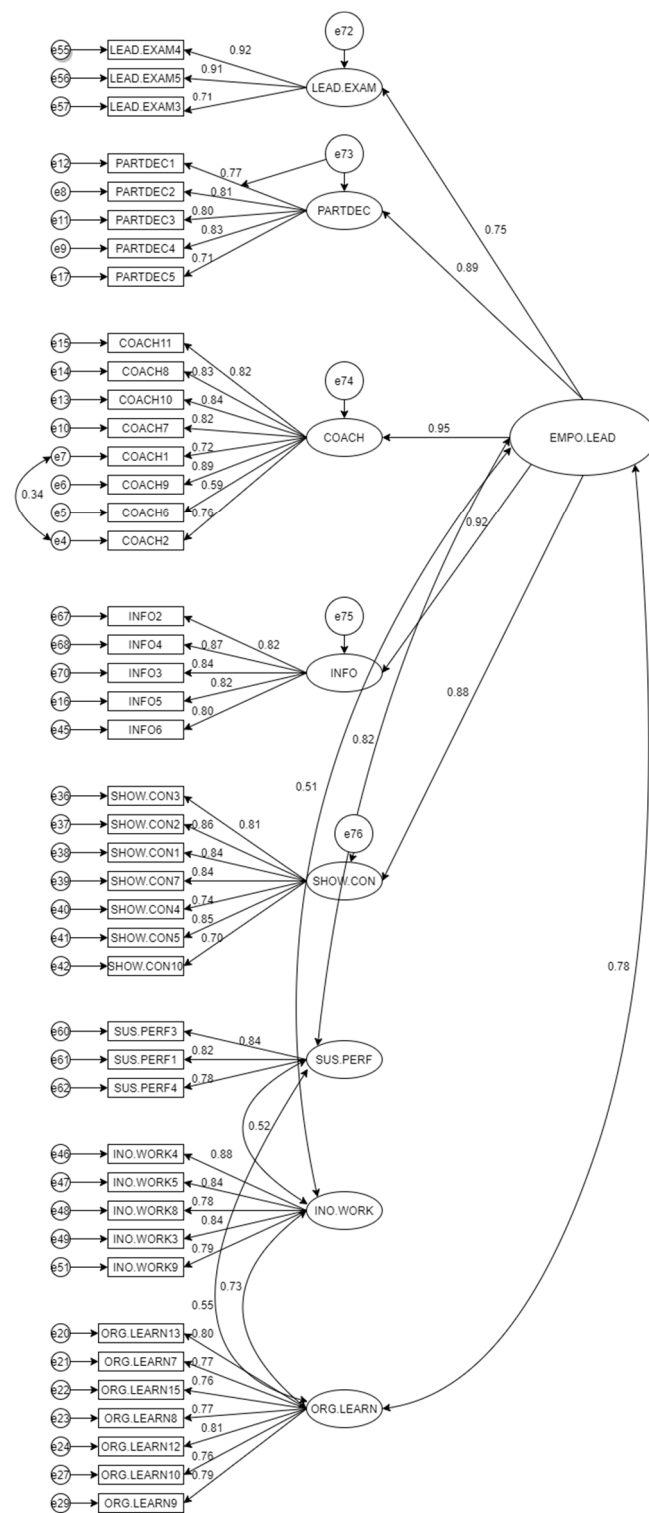 e72
e55 LEAD.EXAM4 0.92
e56 LEAD.EXAM5 0.91 LEAD.EXAM
e57 LEAD.EXAM3 0.71
e73
e12 PARTDEC1 0.77
e8 PARTDEC2 0.81
e11 PARTDEC3 0.80 PARTDEC
e9 PARTDEC4 0.83
e17 PARTDEC5 0.71
0.75
0.89
e15 COACH11 0.82
e14 COACH8 0.83 e74
e13 COACH10 0.84
e10 COACH7 0.82 COACH 0.95 EMPO.LEAD
e7 COACH1 0.72
e6 COACH9 0.89
0.34
e5 COACH6 0.59
e4 COACH2 0.76
0.92
e67 INFO2 0.82 e75
e68 INFO4 0.87
e70 INFO3 0.84 INFO
e16 INFO5 0.82
e45 INFO6 0.80
0.88
0.82
0.51
e36 SHOW.CON3 0.81
e37 SHOW.CON2 0.86 e76
e38 SHOW.CON1 0.84
e39 SHOW.CON7 0.84 SHOW.CON
e40 SHOW.CON4 0.74
e41 SHOW.CON5 0.85
e42 SHOW.CON10 0.70
0.78
e60 SUS.PERF3 0.84
e61 SUS.PERF1 0.82 SUS.PERF
e62 SUS.PERF4 0.78
0.52
e46 INO.WORK4 0.88
e47 INO.WORK5 0.84
e48 INO.WORK8 0.78 INO.WORK
e49 INO.WORK3 0.84
e51 INO.WORK9 0.79
0.73
0.55
e20 ORG.LEARN13 0.80
e21 ORG.LEARN7 0.77
e22 ORG.LEARN15 0.76
e23 ORG.LEARN8 0.77 ORG.LEARN
e24 ORG.LEARN12 0.81
e27 ORG.LEARN10 0.76
e29 ORG.LEARN9 0.79